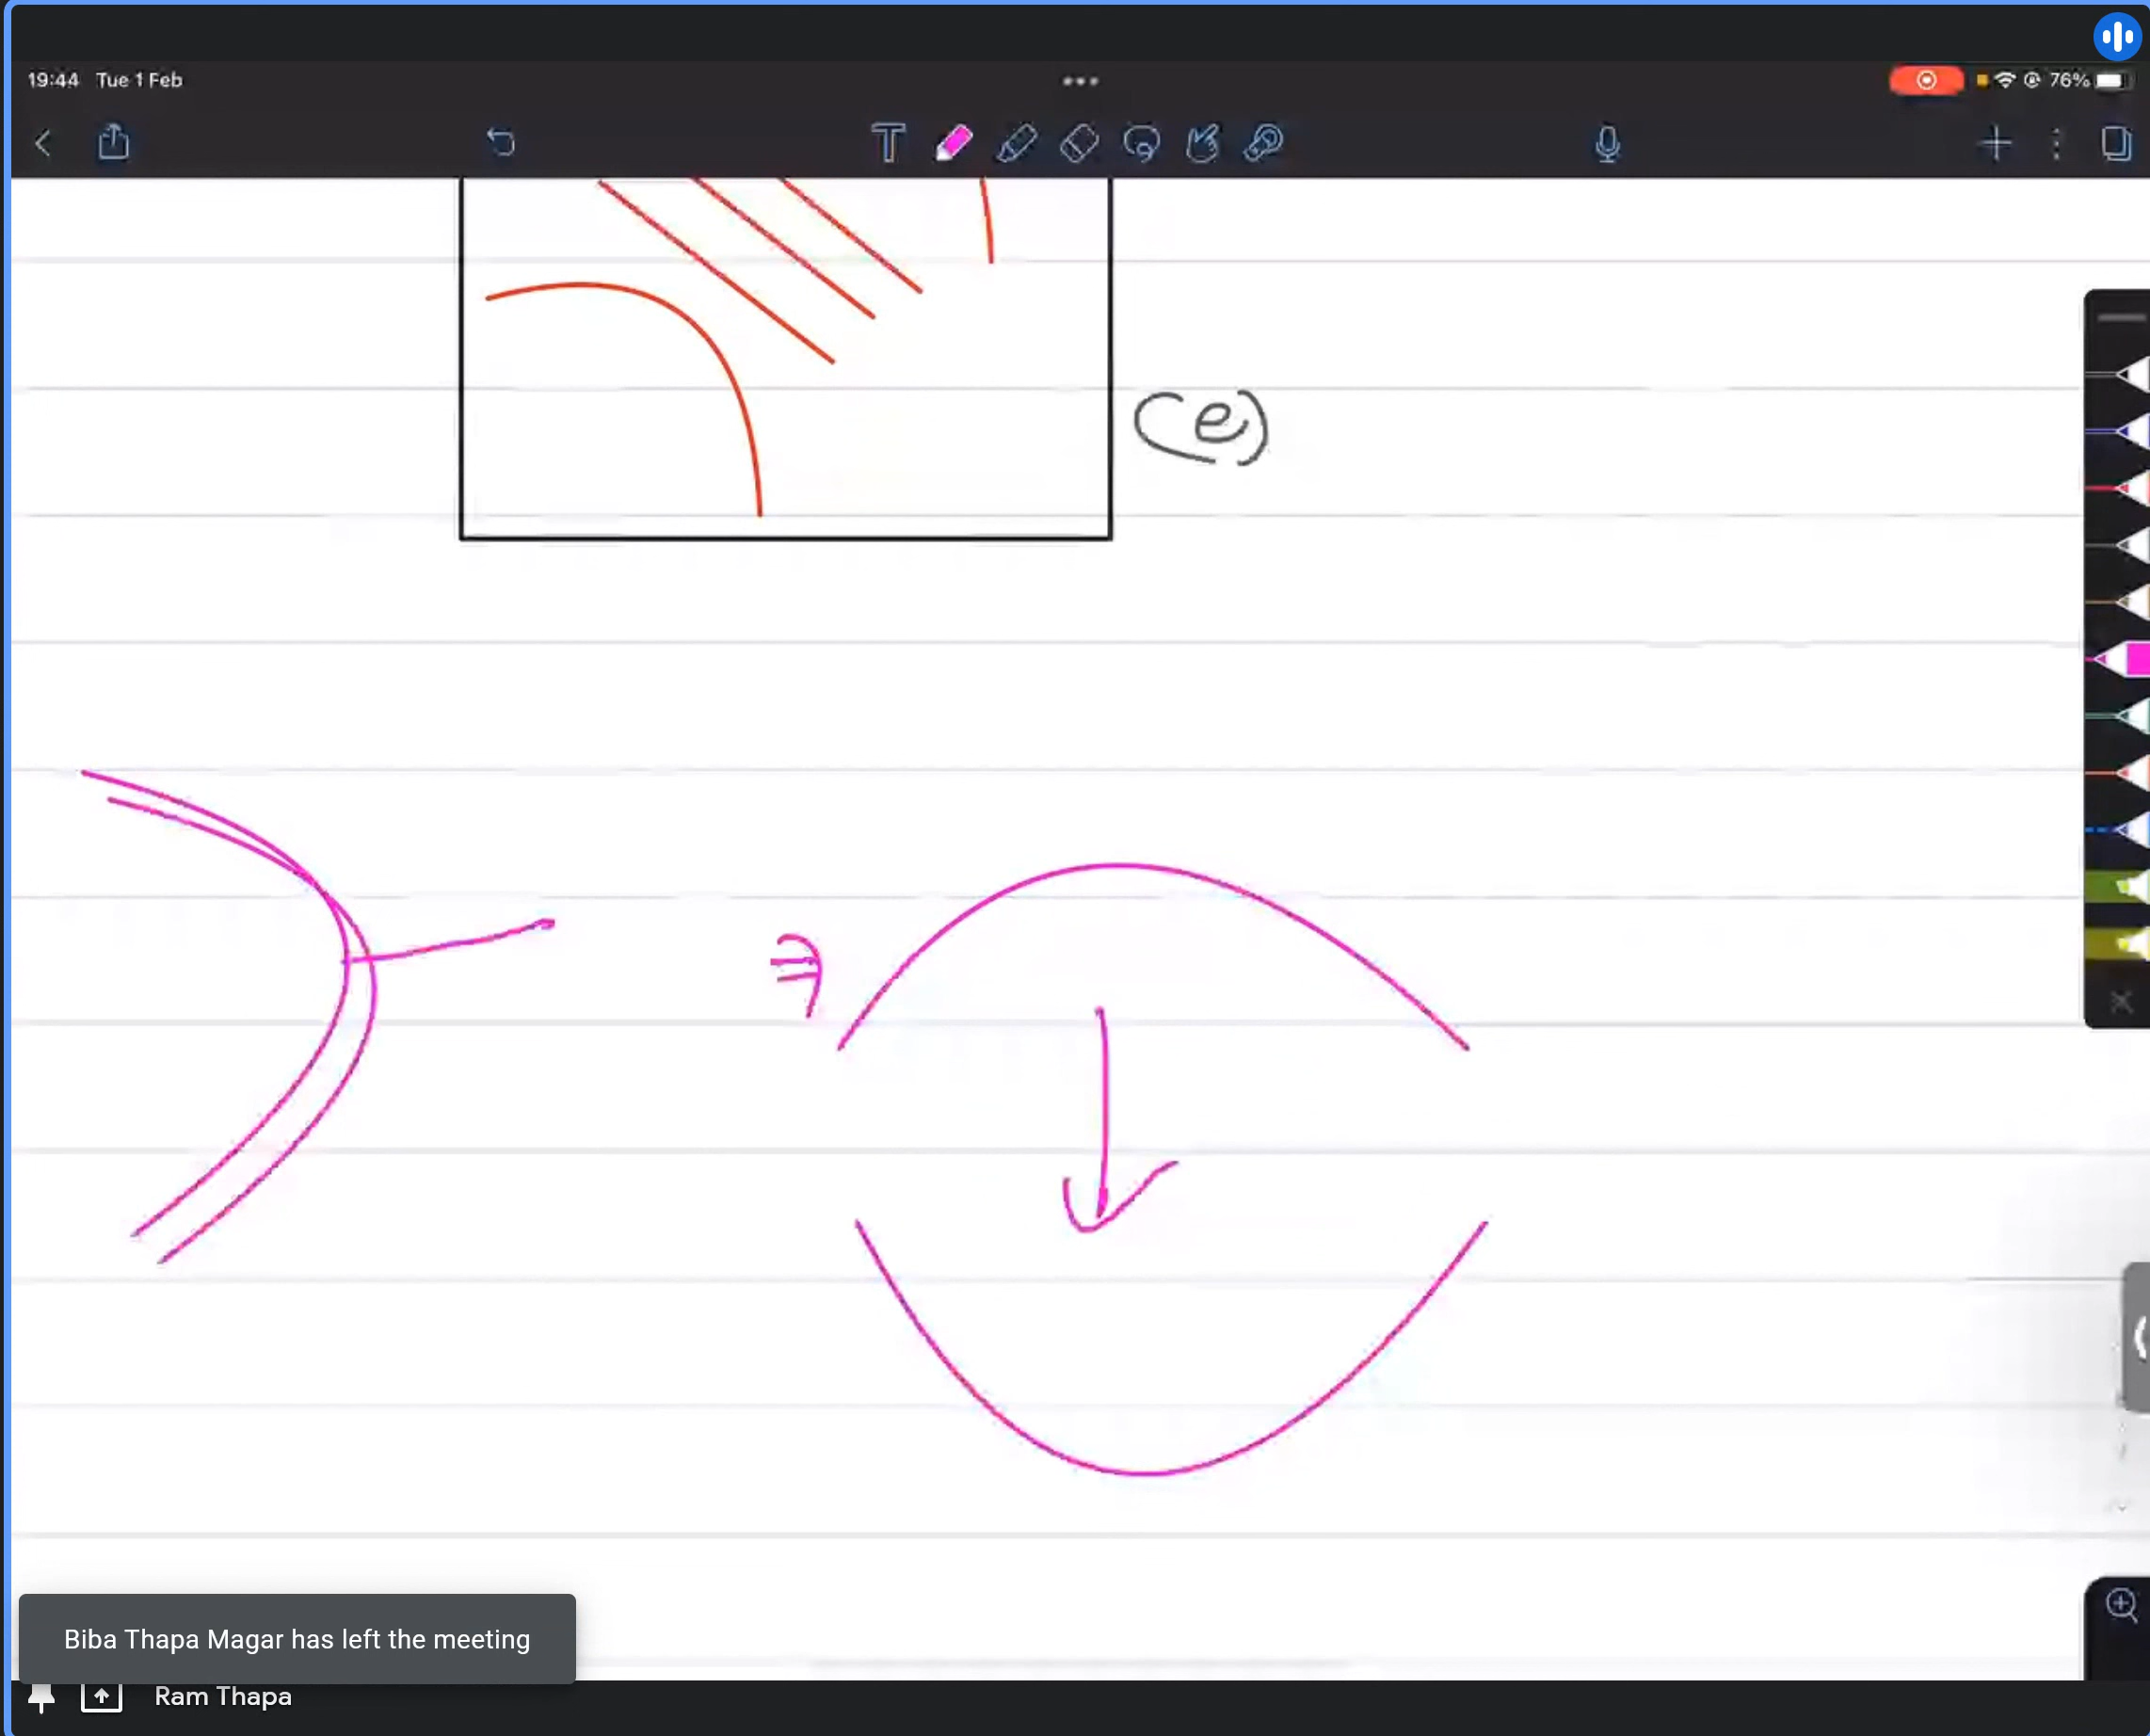 19:44 Tue 1 Feb
76%
T
(e)
Biba Thapa Magar has left the meeting
Ram Thapa